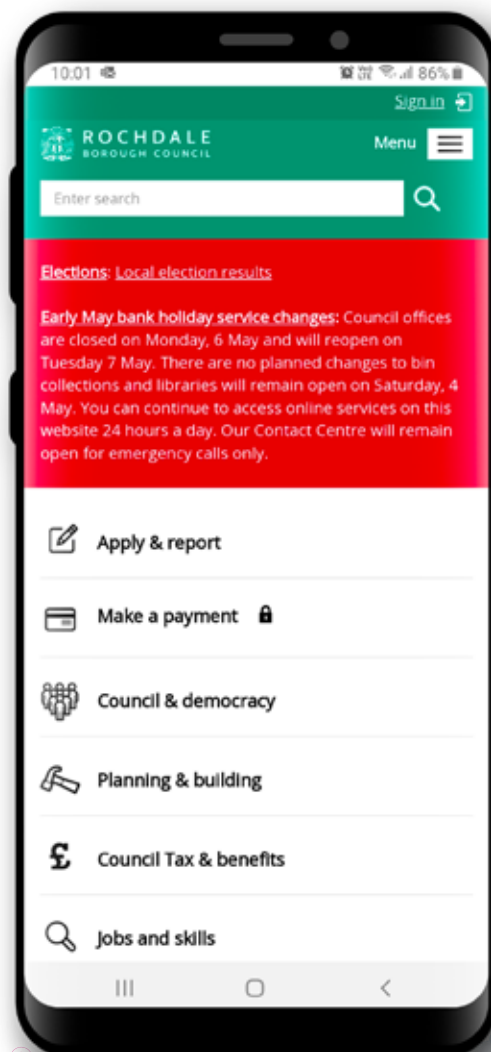 10:01 86%
Sign in
ROCHDALE
BOROUGH COUNCIL
Menu
Enter search
Elections: Local election results
Early May bank holiday service changes: Council offices
are closed on Monday, 6 May and will reopen on
Tuesday 7 May. There are no planned changes to bin
collections and libraries will remain open on Saturday, 4
May. You can continue to access online services on this
website 24 hours a day. Our Contact Centre will remain
open for emergency calls only.
Apply & report
Make a payment
Council & democracy
Planning & building
£ Council Tax & benefits
Jobs and skills